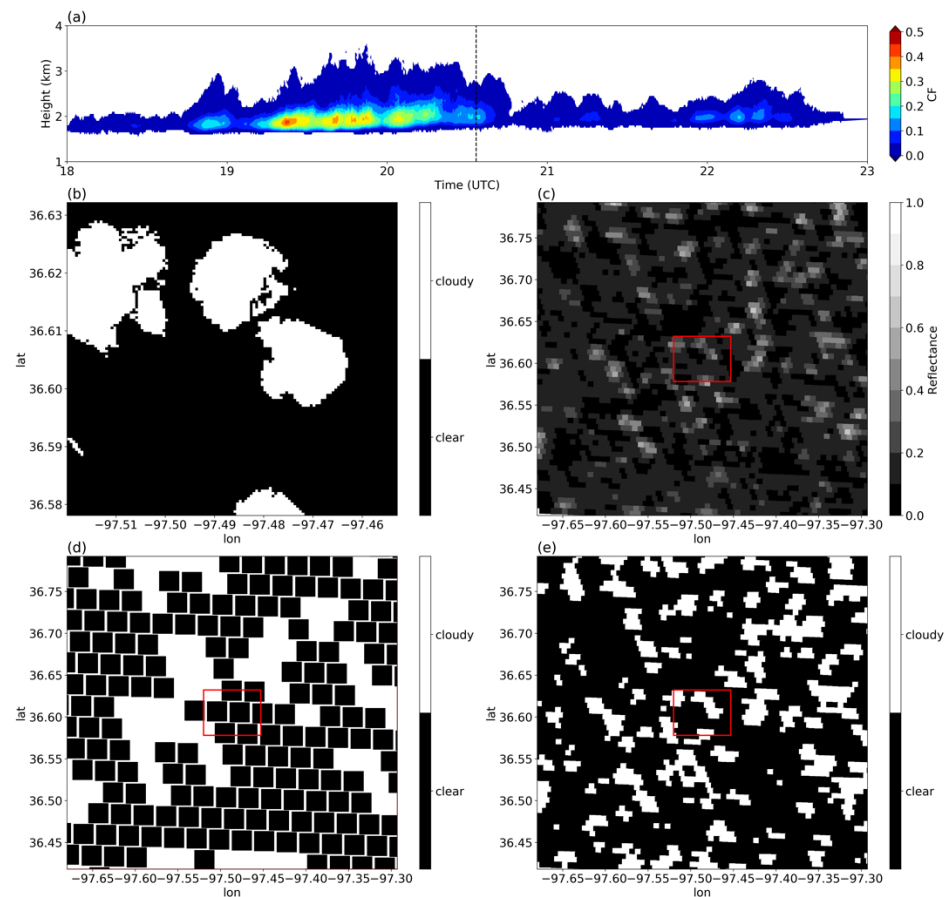 (a)
4
3
2
1
Height (km)
18
19
20
21
22
23
Time (UTC)
0.5
0.4
0.3
0.2
0.1
0.0
CF
(b)
36.63
36.62
36.61
36.60
36.59
36.58
lat
−97.51 −97.50 −97.49 −97.48 −97.47 −97.46
lon
cloudy
clear
(c)
36.75
36.70
36.65
36.60
36.55
36.50
36.45
lat
−97.65−97.60−97.55−97.50−97.45−97.40−97.35−97.30
lon
1.0
0.8
0.6
0.4
0.2
0.0
Reflectance
(d)
36.75
36.70
36.65
36.60
36.55
36.50
36.45
lat
−97.65−97.60−97.55−97.50−97.45−97.40−97.35−97.30
lon
cloudy
clear
(e)
36.75
36.70
36.65
36.60
36.55
36.50
36.45
lat
−97.65−97.60−97.55−97.50−97.45−97.40−97.35−97.30
lon
cloudy
clear